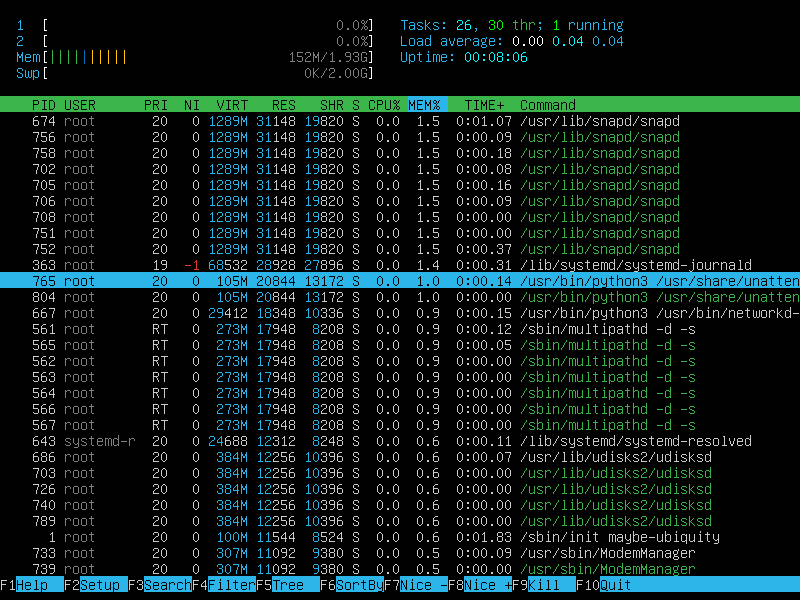 1 [ 0.0%] Tasks: 26, 30 thr; 1 running
2 [ 0.0%] Load average: 0.00 0.04 0.04
Mem[|||||||||| 152M/1.93G] Uptime: 00:08:06
Swp[ 0K/2.00G]
PID USER PRI NI VIRT RES SHR S CPU% MEM% TIME+ Command
674 root 20 0 1289M 31148 19820 S 0.0 1.5 0:01.07 /usr/lib/snapd/snapd
756 root 20 0 1289M 31148 19820 S 0.0 1.5 0:00.09 /usr/lib/snapd/snapd
758 root 20 0 1289M 31148 19820 S 0.0 1.5 0:00.18 /usr/lib/snapd/snapd
702 root 20 0 1289M 31148 19820 S 0.0 1.5 0:00.08 /usr/lib/snapd/snapd
705 root 20 0 1289M 31148 19820 S 0.0 1.5 0:00.16 /usr/lib/snapd/snapd
706 root 20 0 1289M 31148 19820 S 0.0 1.5 0:00.09 /usr/lib/snapd/snapd
708 root 20 0 1289M 31148 19820 S 0.0 1.5 0:00.00 /usr/lib/snapd/snapd
751 root 20 0 1289M 31148 19820 S 0.0 1.5 0:00.00 /usr/lib/snapd/snapd
752 root 20 0 1289M 31148 19820 S 0.0 1.5 0:00.37 /usr/lib/snapd/snapd
363 root 19 -1 68532 28928 27896 S 0.0 1.4 0:00.31 /lib/systemd/systemd-journald
765 root 20 0 105M 20844 13172 S 0.0 1.0 0:00.14 /usr/bin/python3 /usr/share/unatten
804 root 20 0 105M 20844 13172 S 0.0 1.0 0:00.00 /usr/bin/python3 /usr/share/unatten
667 root 20 0 29412 18348 10336 S 0.0 0.9 0:00.15 /usr/bin/python3 /usr/bin/networkd-
561 root RT 0 273M 17948 8208 S 0.0 0.9 0:00.12 /sbin/multipathd -d -s
565 root RT 0 273M 17948 8208 S 0.0 0.9 0:00.05 /sbin/multipathd -d -s
562 root RT 0 273M 17948 8208 S 0.0 0.9 0:00.00 /sbin/multipathd -d -s
563 root RT 0 273M 17948 8208 S 0.0 0.9 0:00.00 /sbin/multipathd -d -s
564 root RT 0 273M 17948 8208 S 0.0 0.9 0:00.00 /sbin/multipathd -d -s
566 root RT 0 273M 17948 8208 S 0.0 0.9 0:00.00 /sbin/multipathd -d -s
567 root RT 0 273M 17948 8208 S 0.0 0.9 0:00.00 /sbin/multipathd -d -s
643 systemd-r 20 0 24688 12312 8248 S 0.0 0.6 0:00.11 /lib/systemd/systemd-resolved
686 root 20 0 384M 12256 10396 S 0.0 0.6 0:00.07 /usr/lib/udisks2/udisksd
703 root 20 0 384M 12256 10396 S 0.0 0.6 0:00.00 /usr/lib/udisks2/udisksd
726 root 20 0 384M 12256 10396 S 0.0 0.6 0:00.00 /usr/lib/udisks2/udisksd
740 root 20 0 384M 12256 10396 S 0.0 0.6 0:00.00 /usr/lib/udisks2/udisksd
789 root 20 0 384M 12256 10396 S 0.0 0.6 0:00.00 /usr/lib/udisks2/udisksd
1 root 20 0 100M 11544 8524 S 0.0 0.6 0:01.83 /sbin/init maybe-ubiquity
733 root 20 0 307M 11092 9380 S 0.0 0.5 0:00.09 /usr/sbin/ModemManager
739 root 20 0 307M 11092 9380 S 0.0 0.5 0:00.00 /usr/sbin/ModemManager
F1Help F2Setup F3SearchF4FilterF5Tree F6SortByF7Nice -F8Nice +F9Kill F10Quit